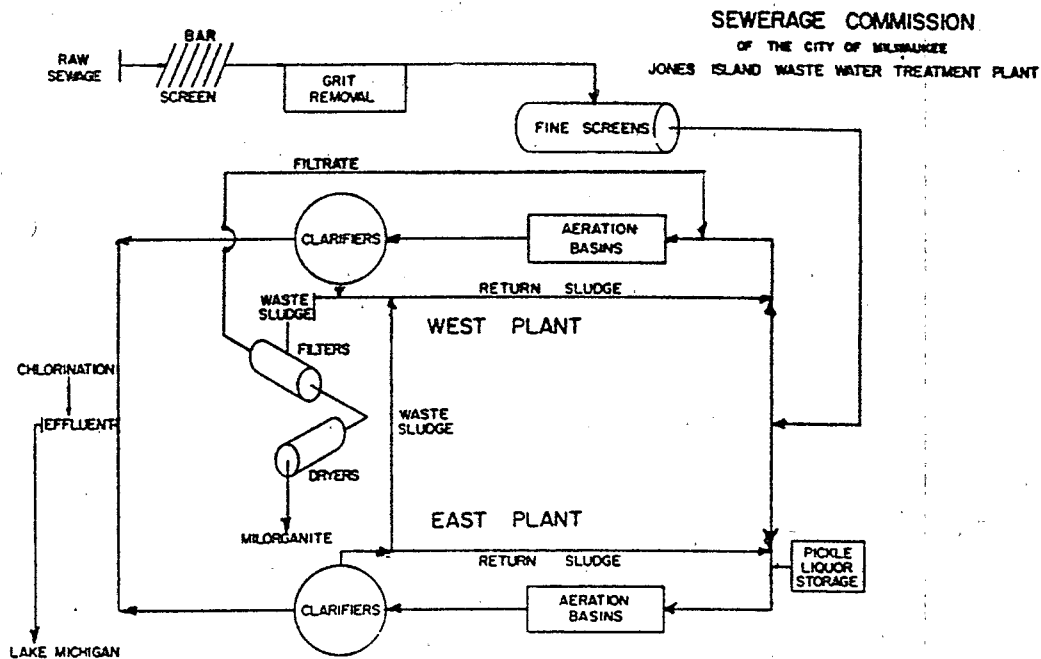 SEWERAGE COMMISSION
OF THE CITY OF MILWAUKEE
JONES ISLAND WASTE WATER TREATMENT PLANT
RAW
SEWAGE
BAR
SCREEN
GRIT
REMOVAL
FINE SCREENS
FILTRATE
CLARIFIERS
AERATION
BASINS
RETURN SLUDGE
WASTE
SLUDGE
WEST PLANT
FILTERS
CHLORINATION
EFFLUENT
WASTE
SLUDGE
DRYERS
EAST PLANT
MILORGANITE
RETURN SLUDGE
PICKLE
LIQUOR
STORAGE
CLARIFIERS
AERATION
BASINS
LAKE MICHIGAN